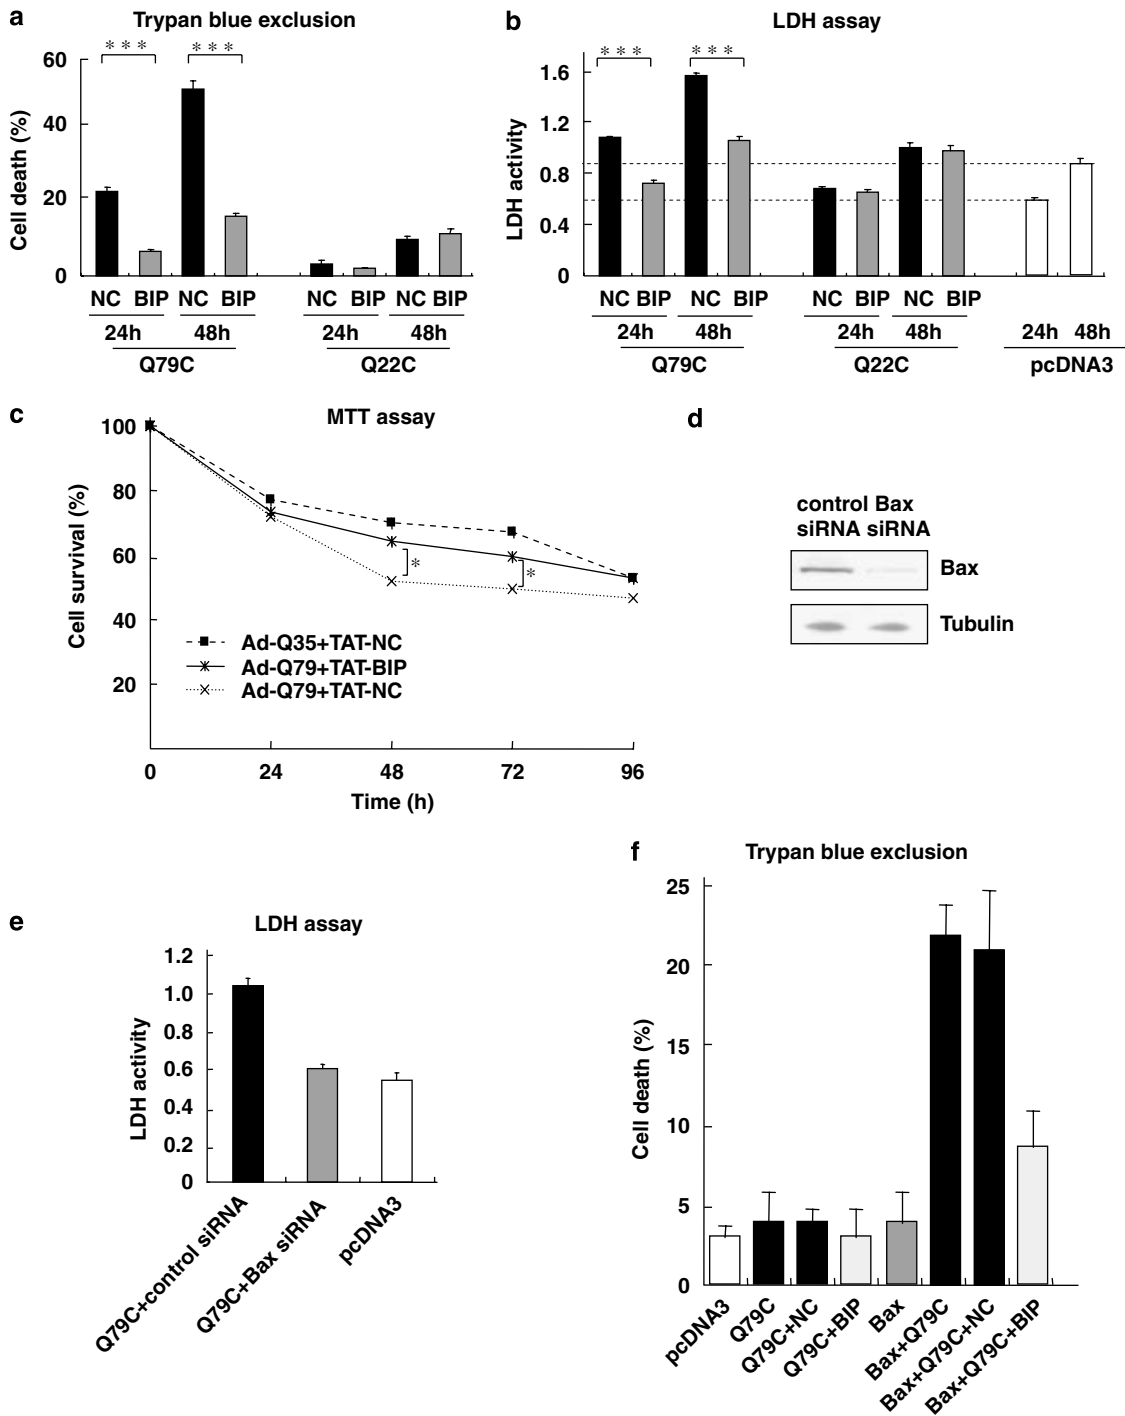 a
Trypan blue exclusion
Cell death (%)
60
40
20
0
*** ***
NC BIP NC BIP NC BIP NC BIP
24h 48h 24h 48h
Q79C Q22C
b
LDH assay
LDH activity
1.6
1.2
0.8
0.4
0
*** ***
NC BIP NC BIP NC BIP NC BIP
24h 48h 24h 48h 24h 48h
Q79C Q22C pcDNA3
c
MTT assay
Cell survival (%)
100
80
60
40
20
* *
Ad-Q35+TAT-NC
Ad-Q79+TAT-BIP
Ad-Q79+TAT-NC
0 24 48 72 96
Time (h)
d
control Bax
siRNA siRNA
Bax
Tubulin
e
LDH assay
LDH activity
1.2
1.0
0.8
0.6
0.4
0.2
0
Q79C+control siRNA
Q79C+Bax siRNA
pcDNA3
f
Trypan blue exclusion
Cell death (%)
25
20
15
10
5
0
pcDNA3
Q79C
Q79C+NC
Q79C+BIP
Bax
Bax+Q79C
Bax+Q79C+NC
Bax+Q79C+BIP